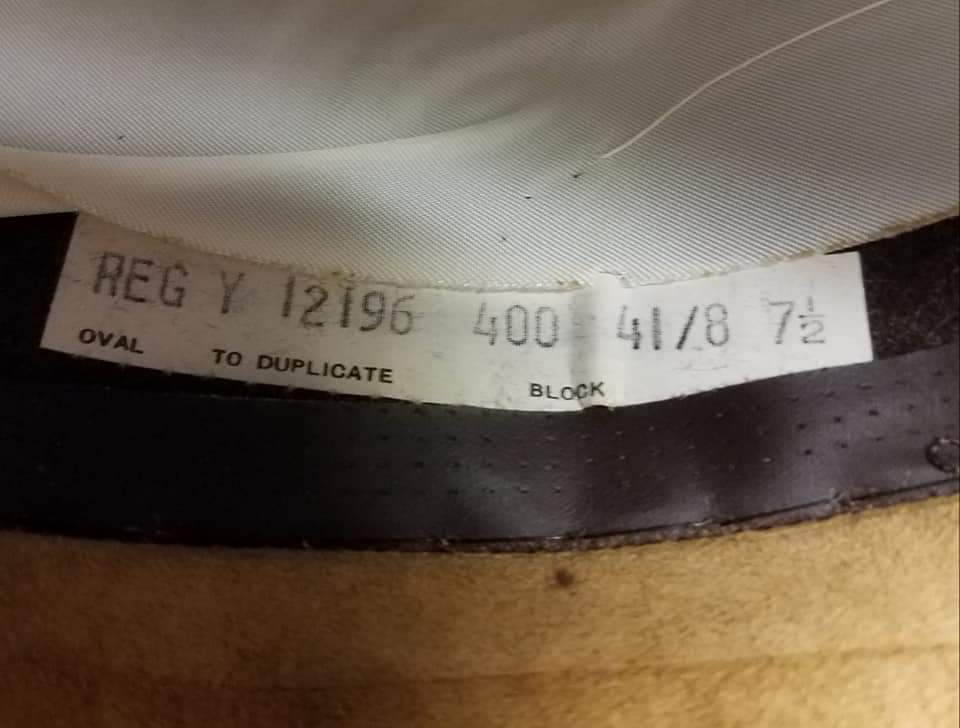 REG Y 12196 400 41/8 7½
OVAL TO DUPLICATE BLOCK